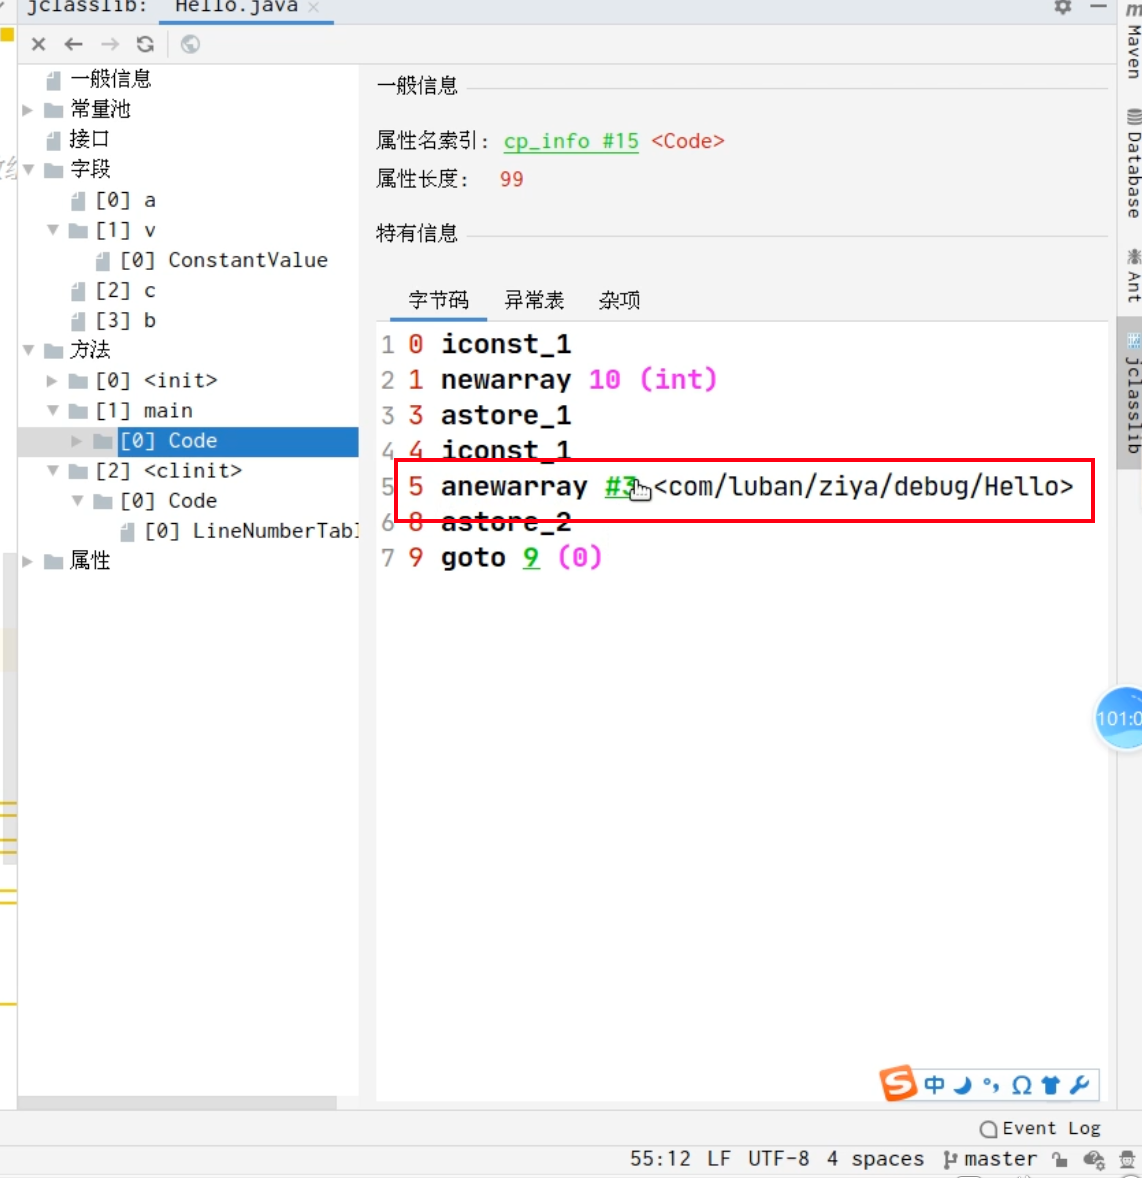 jclasslib: Hello.java
一般信息
常量池
接口
字段
[0] a
[1] v
[0] ConstantValue
[2] c
[3] b
方法
[0] <init>
[1] main
[0] Code
[2] <clinit>
[0] Code
[0] LineNumberTabl
属性
一般信息
属性名索引: cp_info #15 <Code>
属性长度: 99
特有信息
字节码 异常表 杂项
1 0 iconst_1
2 1 newarray 10 (int)
3 3 astore_1
4 4 iconst_1
5 5 anewarray #3 <com/luban/ziya/debug/Hello>
6 8 astore_2
7 9 goto 9 (0)
Maven
Database
Ant
jclasslib
101:0
中
Event Log
55:12 LF UTF-8 4 spaces master